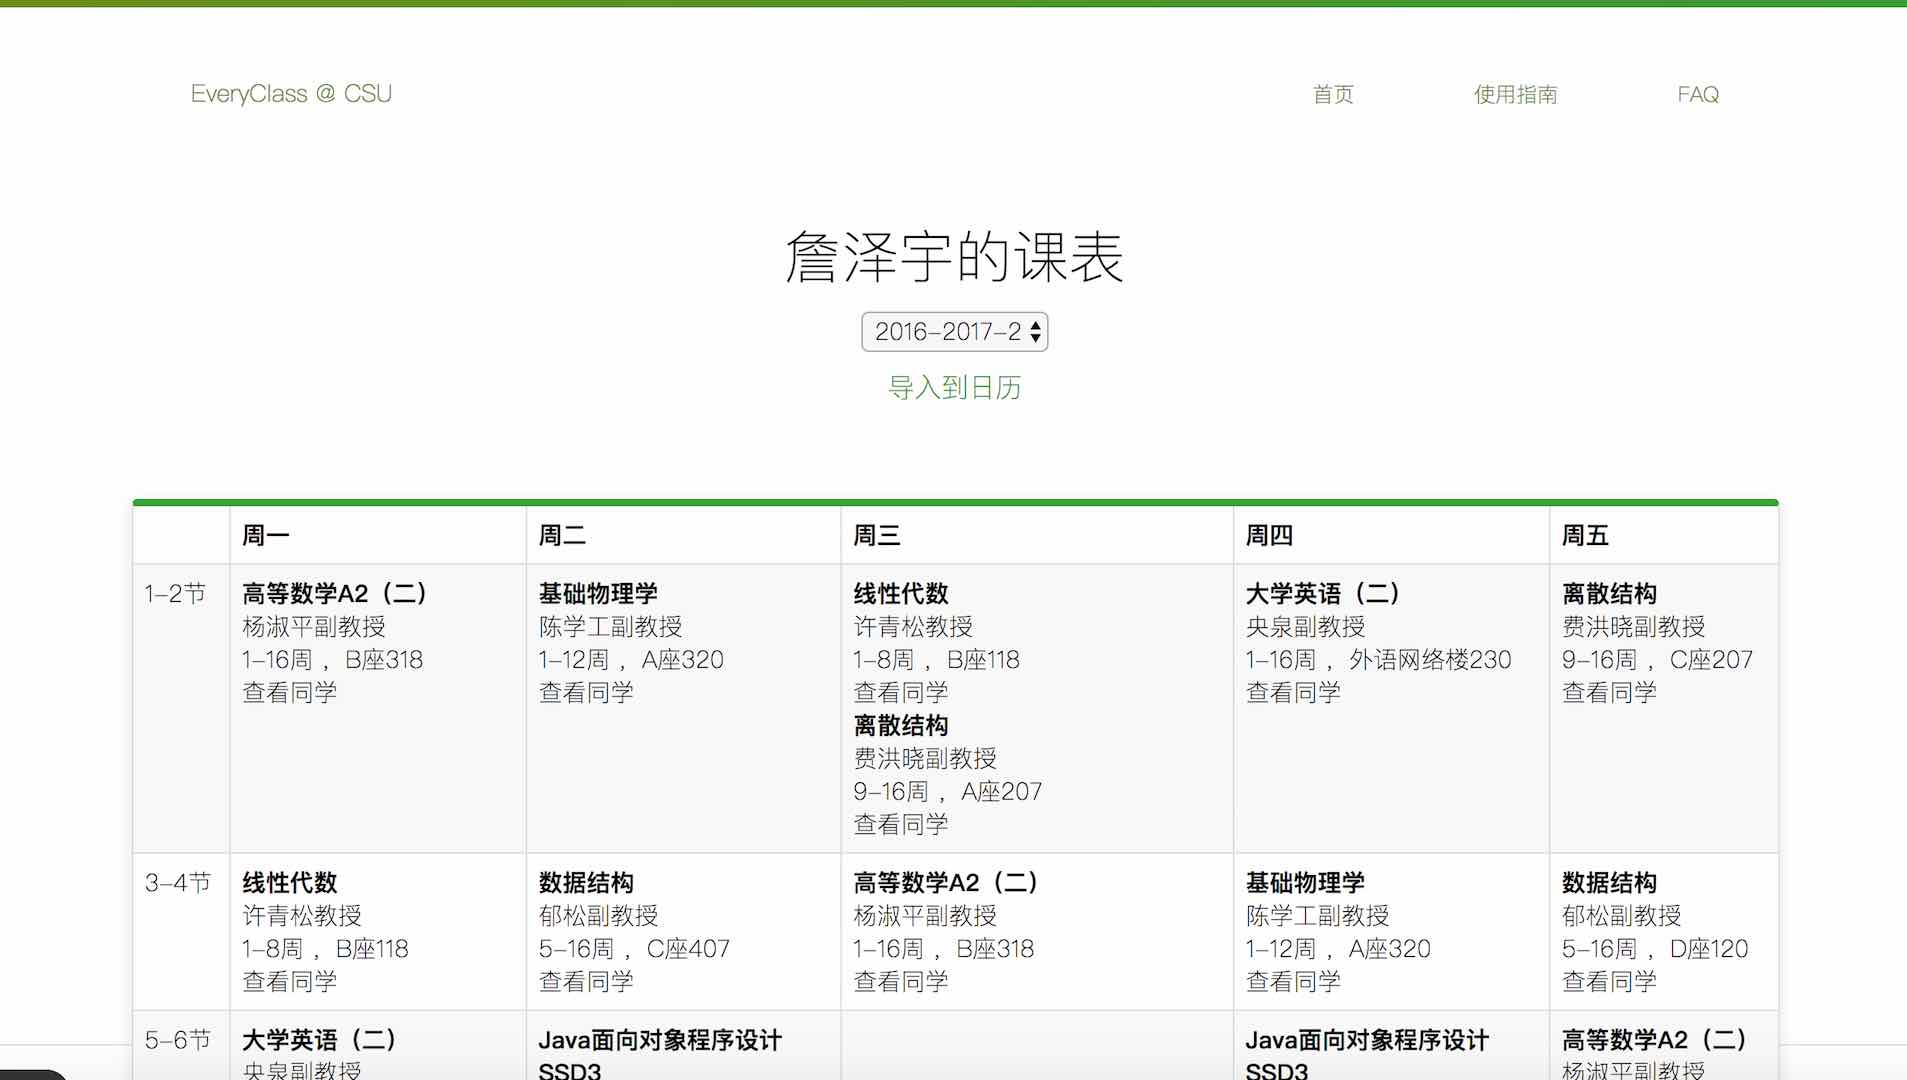 EveryClass @ CSU
首页
使用指南
FAQ
詹泽宇的课表
2016-2017-2
导入到日历
周一
周二
周三
周四
周五
1-2节
高等数学A2（二）
杨淑平副教授
1-16周， B座318
查看同学
基础物理学
陈学工副教授
1-12周， A座320
查看同学
线性代数
许青松教授
1-8周， B座118
查看同学
离散结构
费洪晓副教授
9-16周， A座207
查看同学
大学英语（二）
央泉副教授
1-16周， 外语网络楼230
查看同学
离散结构
费洪晓副教授
9-16周， C座207
查看同学
3-4节
线性代数
许青松教授
1-8周， B座118
查看同学
数据结构
郁松副教授
5-16周， C座407
查看同学
高等数学A2（二）
杨淑平副教授
1-16周， B座318
查看同学
基础物理学
陈学工副教授
1-12周， A座320
查看同学
数据结构
郁松副教授
5-16周， D座120
查看同学
5-6节
大学英语（二）
央泉副教授
Java面向对象程序设计
SSD3
Java面向对象程序设计
SSD3
高等数学A2（二）
杨淑平副教授